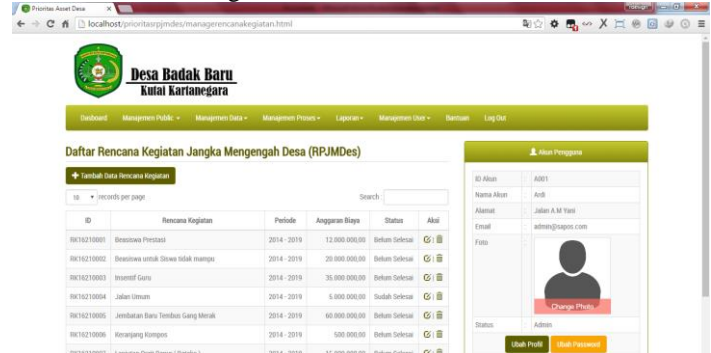 Prioritas Asset Desa
localhost/prioritasrpjmdes/managerencanakegiatan.html
Desa Badak Baru
Kutai Kartanegara
Dasboard Manajemen Public Manajemen Data Manajemen Proses Laporan Manajemen User Bantuan Log Out
Daftar Rencana Kegiatan Jangka Mengengah Desa (RPJMDes)
Tambah Data Rencana Kegiatan
10 records per page Search :
ID Rencana Kegiatan Periode Anggaran Biaya Status Aksi
RK16210001 Beasiswa Prestasi 2014 - 2019 12.000.000,00 Belum Selesai
RK16210002 Beasiswa untuk Siswa tidak mampu 2014 - 2019 20.000.000,00 Belum Selesai
RK16210003 Insentif Guru 2014 - 2019 35.000.000,00 Belum Selesai
RK16210004 Jalan Umum 2014 - 2019 5.000.000,00 Sudah Selesai
RK16210005 Jembatan Baru Tembus Gang Merak 2014 - 2019 60.000.000,00 Belum Selesai
RK16210006 Keranjang Kompos 2014 - 2019 500.000,00 Belum Selesai
Akun Pengguna
ID Akun : A001
Nama Akun : Ardi
Alamat : Jalan A.M Yani
Email : admin@sapos.com
Foto :
Change Photo
Status : Admin
Ubah Profil Ubah Password